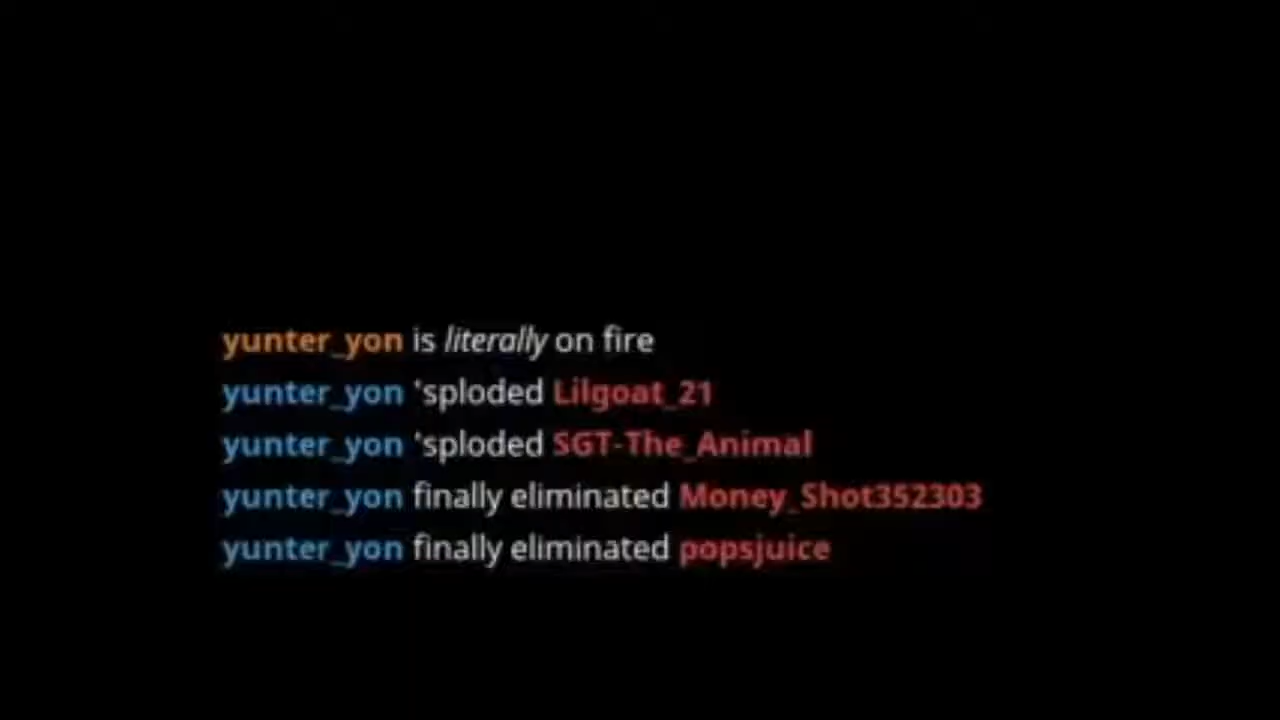 yunter_yon is literally on fire
yunter_yon 'sploded Lilgoat_21
yunter_yon 'sploded SGT-The_Animal
yunter_yon finally eliminated Money_Shot352303
yunter_yon finally eliminated popsjuice